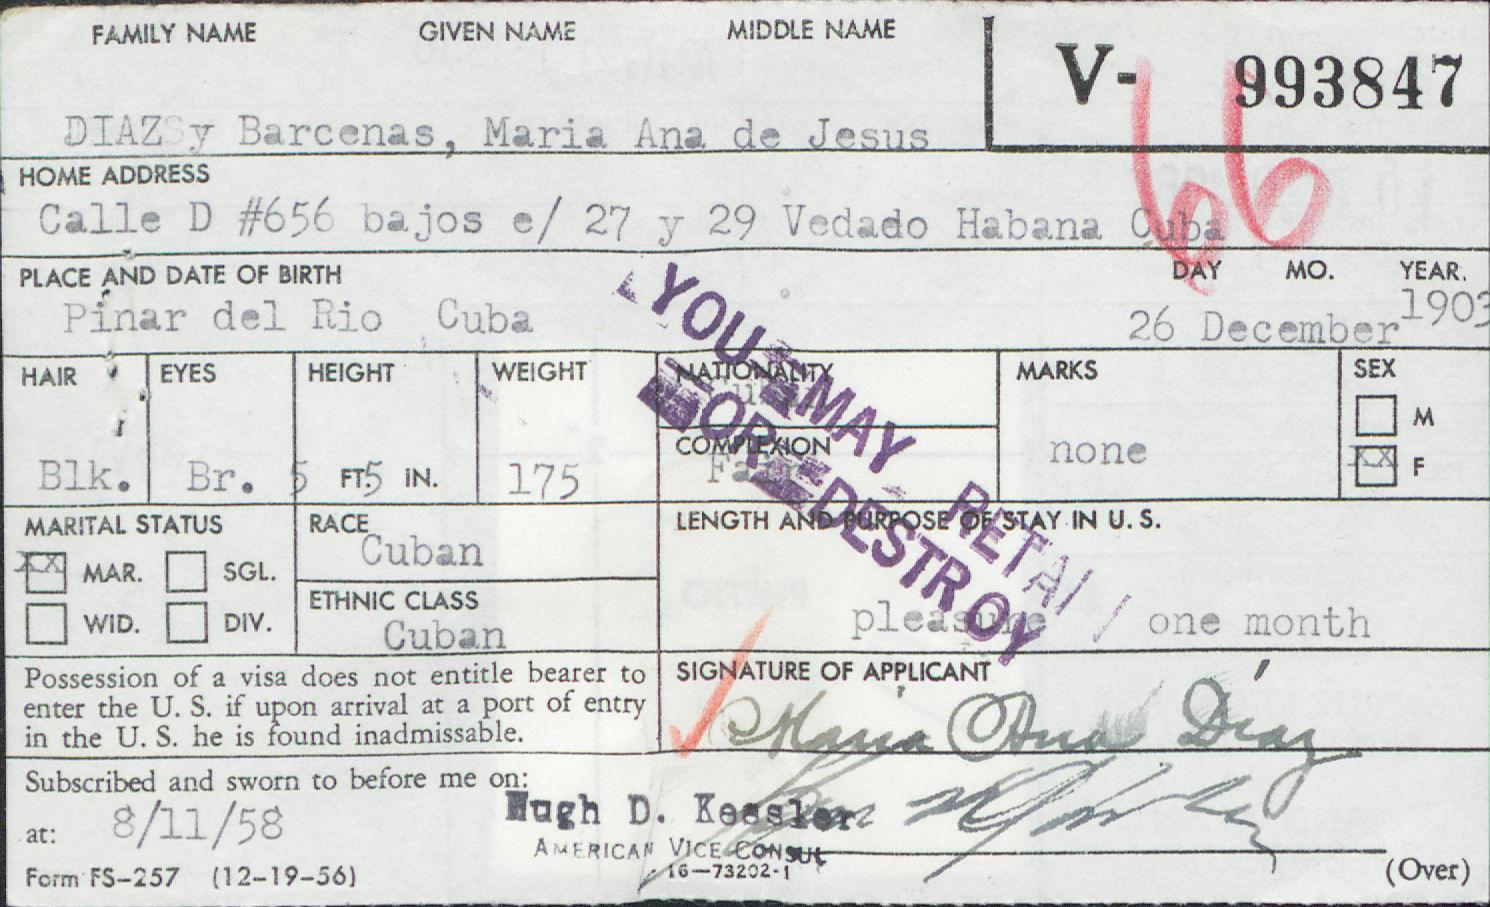 FAMILY NAME GIVEN NAME MIDDLE NAME
V- 993847
66
DIAZ y Barcenas, Maria Ana de Jesus
HOME ADDRESS
Calle D #656 bajos e/ 27 y 29 Vedado Habana Cuba
PLACE AND DATE OF BIRTH DAY MO. YEAR.
Pinar del Rio Cuba 26 December 1903
HAIR EYES HEIGHT WEIGHT NATIONALITY MARKS SEX
Cuban
M
COMPLEXION
none
XX F
Blk. Br. 5 FT 5 IN. 175 Fair
YOU MAY RETAI
OR DESTROY
MARITAL STATUS RACE LENGTH AND PURPOSE OF STAY IN U. S.
Cuban
XX MAR. SGL.
ETHNIC CLASS
WID. DIV. Cuban pleasure / one month
Possession of a visa does not entitle bearer to
enter the U. S. if upon arrival at a port of entry
in the U. S. he is found inadmissable.
SIGNATURE OF APPLICANT
Maria Ana Díaz
Subscribed and sworn to before me on:
at: 8/11/58
Hugh D. Kessler
AMERICAN VICE CONSUL
16—73202-1
Form FS-257 (12-19-56) (Over)